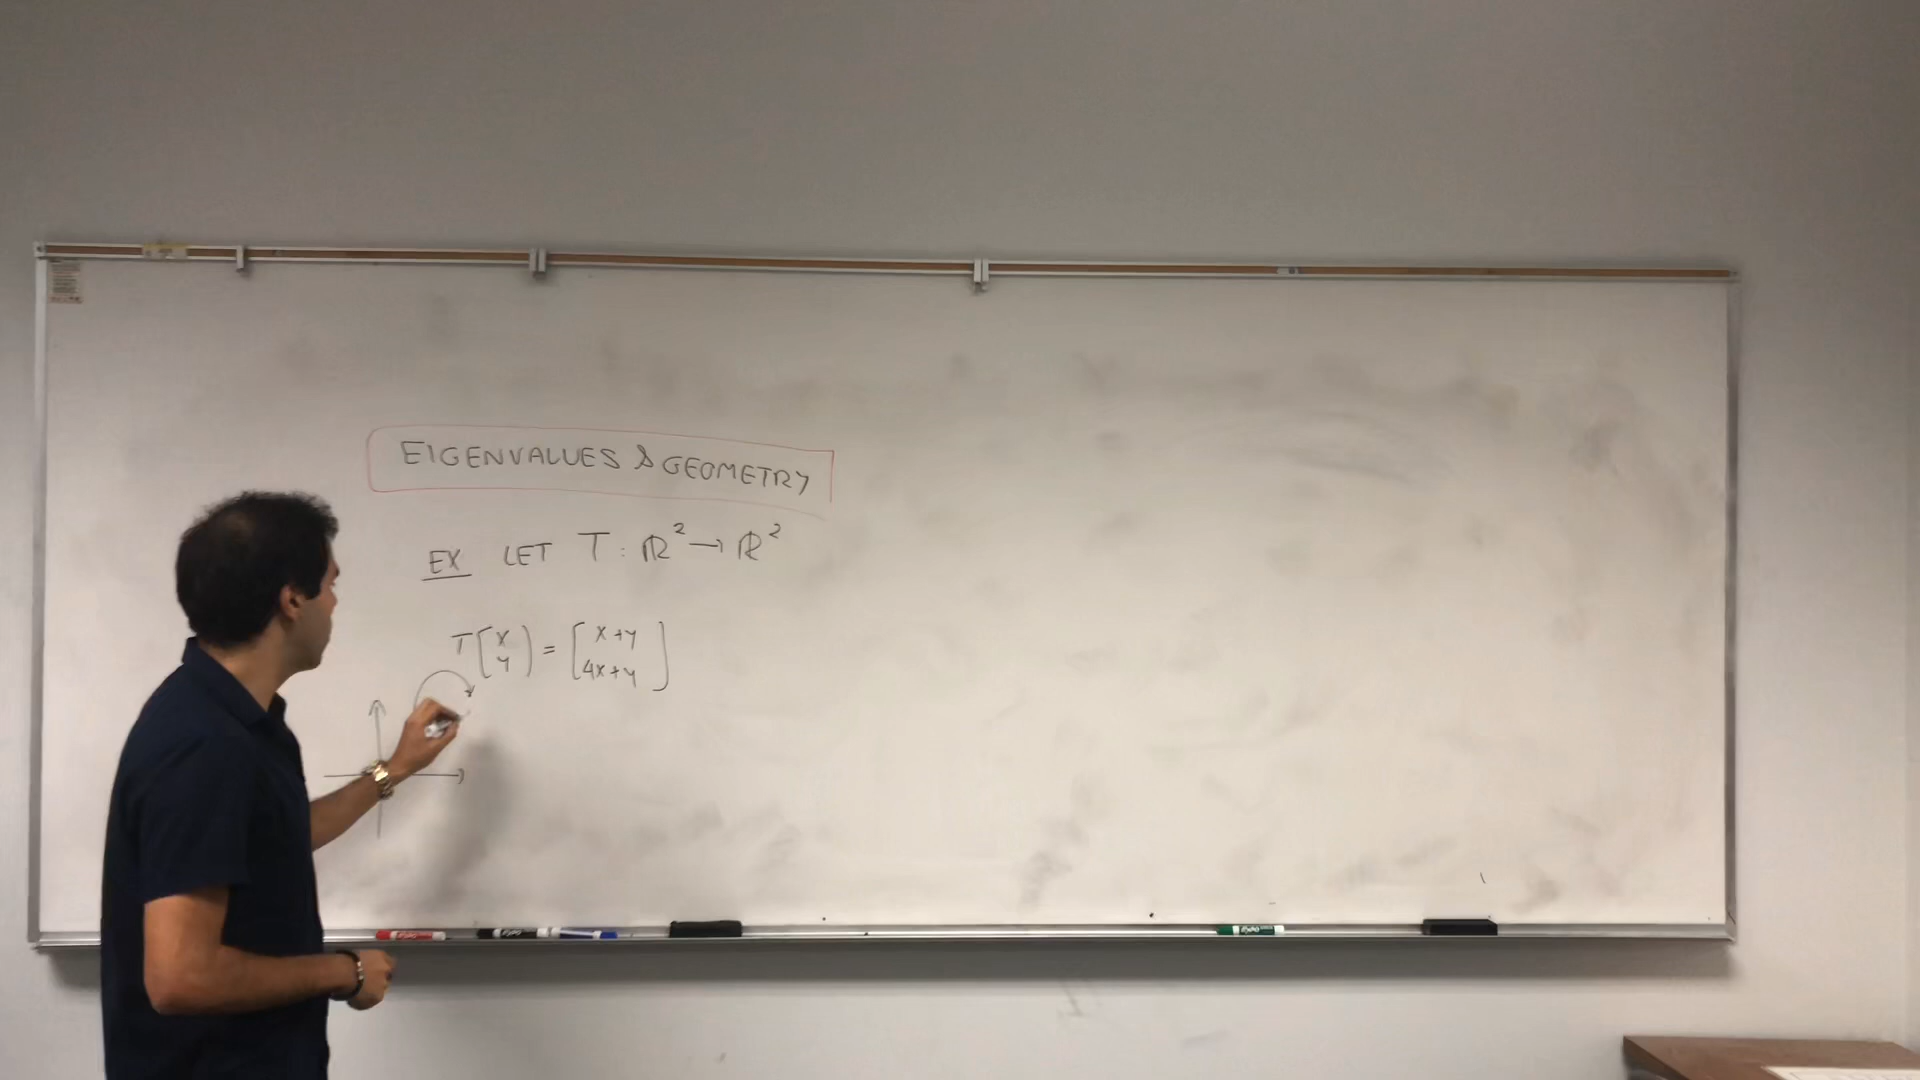 EIGENVALUES & GEOMETRY
EX LET T : ℝ² → ℝ²
T[x y] = [x+y 4x+y]